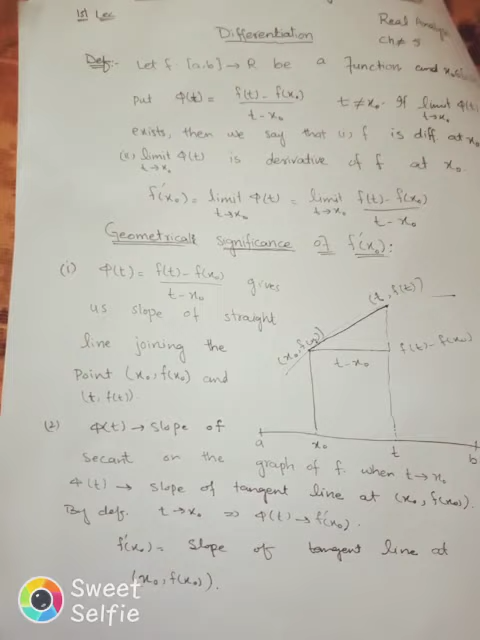 1st Lec
Real Analysis
Ch # 5
Differentiation
Def:- Let f: [a,b] → R be a function and x₀
Put φ(t) = f(t) - f(x₀) / t - x₀ t ≠ x₀. If limit t→x₀ φ(t)
exists, then we say that f is diff at x₀
limit t→x₀ φ(t) is derivative of f at x₀.
f'(x₀) = limit t→x₀ φ(t) = limit t→x₀ f(t) - f(x₀) / t - x₀
Geometrical significance of f'(x₀):
(i) φ(t) = f(t) - f(x₀) / t - x₀ gives
us slope of straight
line joining the
Point (x₀, f(x₀) and
(t, f(t)).
(t, f(t))
(x₀, f(x₀))
f(t) - f(x₀)
t - x₀
a x₀ t b
(2) φ(t) → slope of
secant on the graph of f. when t → x₀
φ(t) → slope of tangent line at (x₀, f(x₀)).
By def. t → x₀ ⇒ φ(t) → f'(x₀).
f'(x₀) = Slope of tangent line at
(x₀, f(x₀)).
Sweet
Selfie